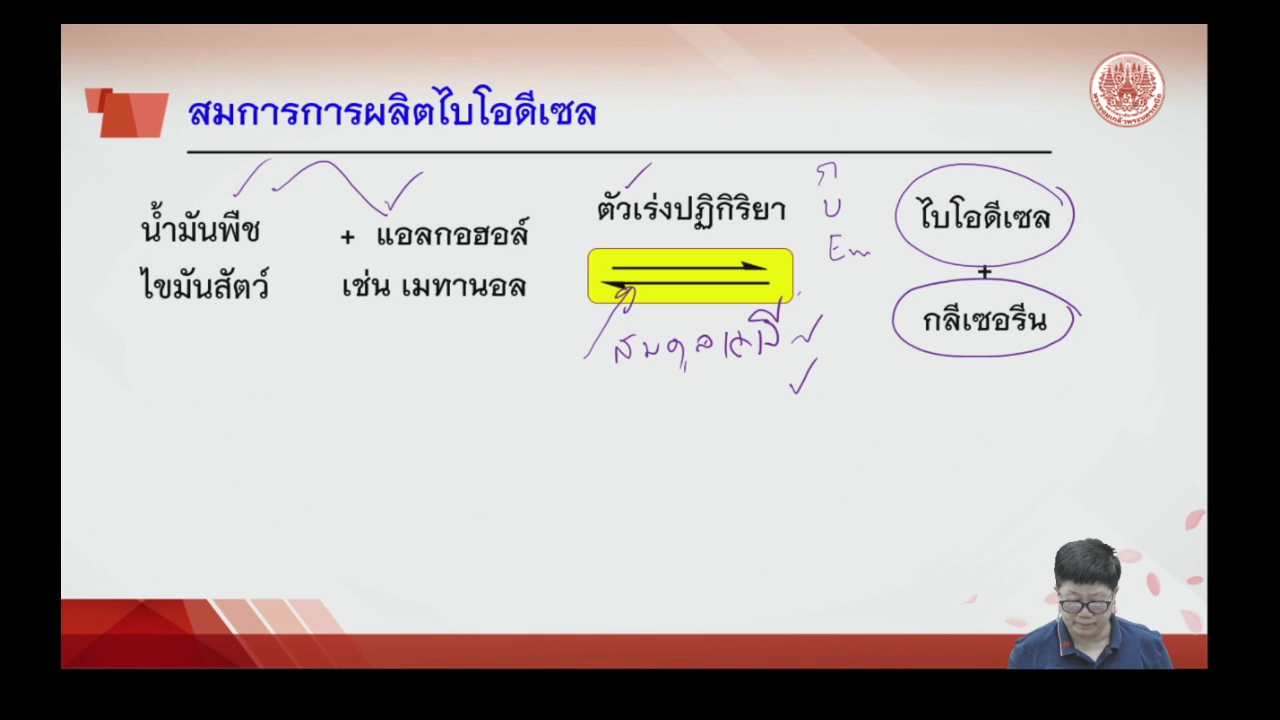 สมการการผลิตไบโอดีเซล
น้ำมันพืช + แอลกอฮอล์
ไขมันสัตว์ เช่น เมทานอล
ตัวเร่งปฏิกิริยา
ก
บ
สมดุลเคมี
ไบโอดีเซล
+
กลีเซอรีน